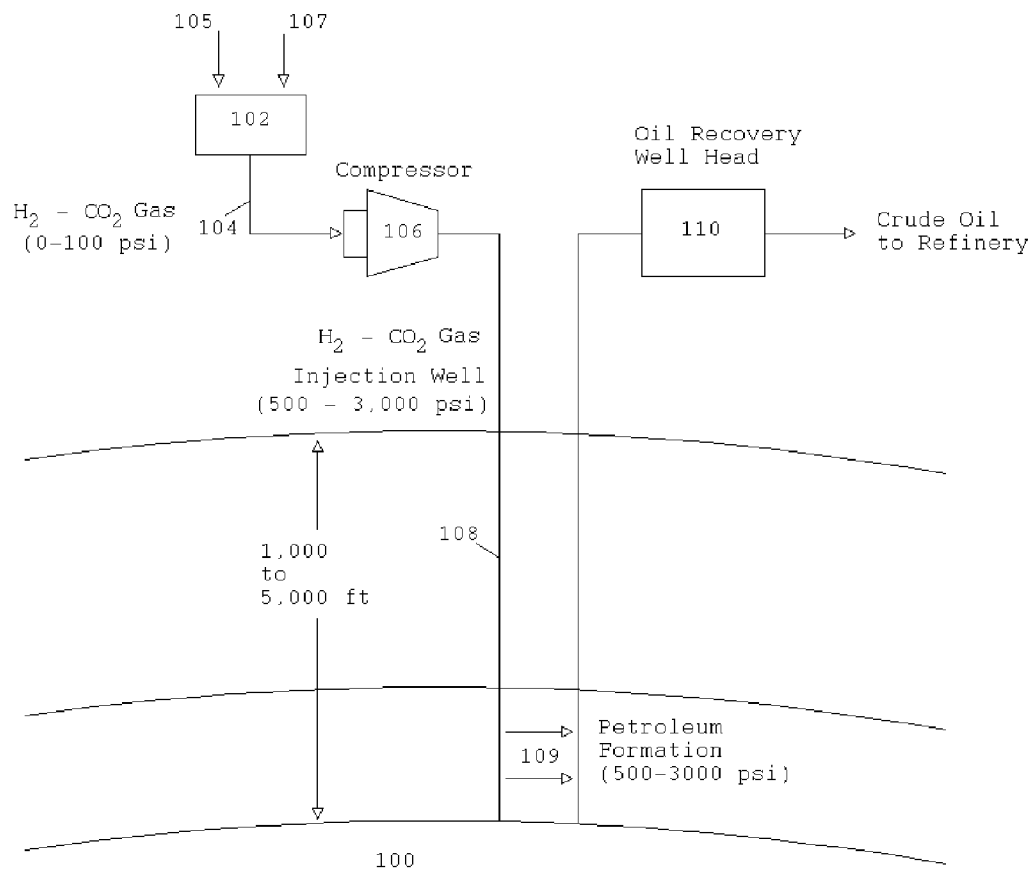 105
107
102
Oil Recovery
Well Head
Compressor
H2 – CO2 Gas
(0–100 psi)
104
106
110
Crude Oil
to Refinery
H2 – CO2 Gas
Injection Well
(500 – 3,000 psi)
108
1,000
to
5,000 ft
109
Petroleum
Formation
(500–3000 psi)
100